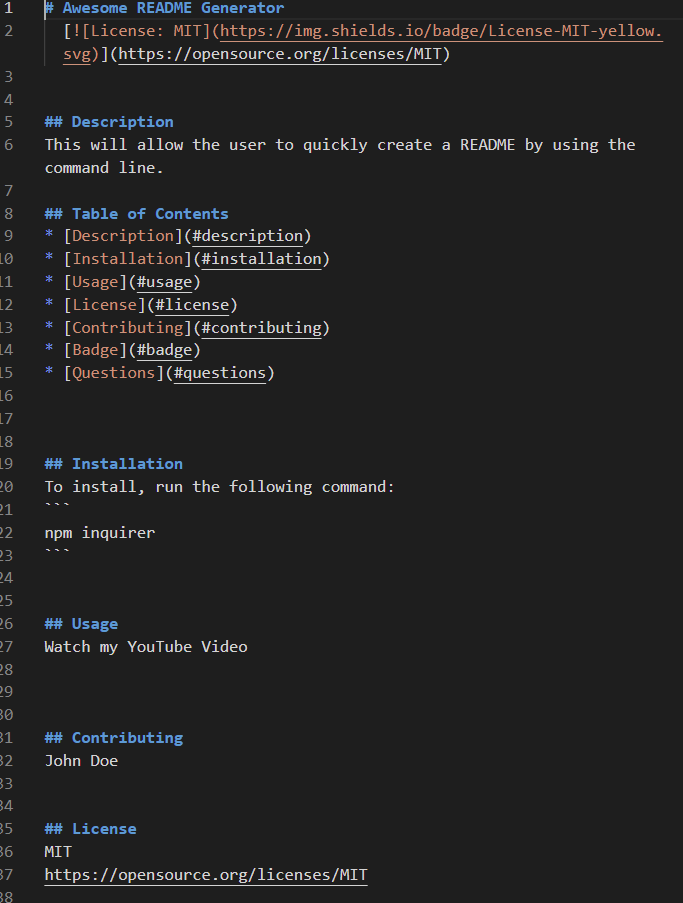 1 # Awesome README Generator
2 [![License: MIT](https://img.shields.io/badge/License-MIT-yellow.
svg)](https://opensource.org/licenses/MIT)
3
4
5 ## Description
6 This will allow the user to quickly create a README by using the
command line.
7
8 ## Table of Contents
9 * [Description](#description)
10 * [Installation](#installation)
11 * [Usage](#usage)
12 * [License](#license)
13 * [Contributing](#contributing)
14 * [Badge](#badge)
15 * [Questions](#questions)
16
17
18
19 ## Installation
20 To install, run the following command:
21 ```
22 npm inquirer
23 ```
24
25
26 ## Usage
27 Watch my YouTube Video
28
29
30
31 ## Contributing
32 John Doe
33
34
35 ## License
36 MIT
37 https://opensource.org/licenses/MIT
38